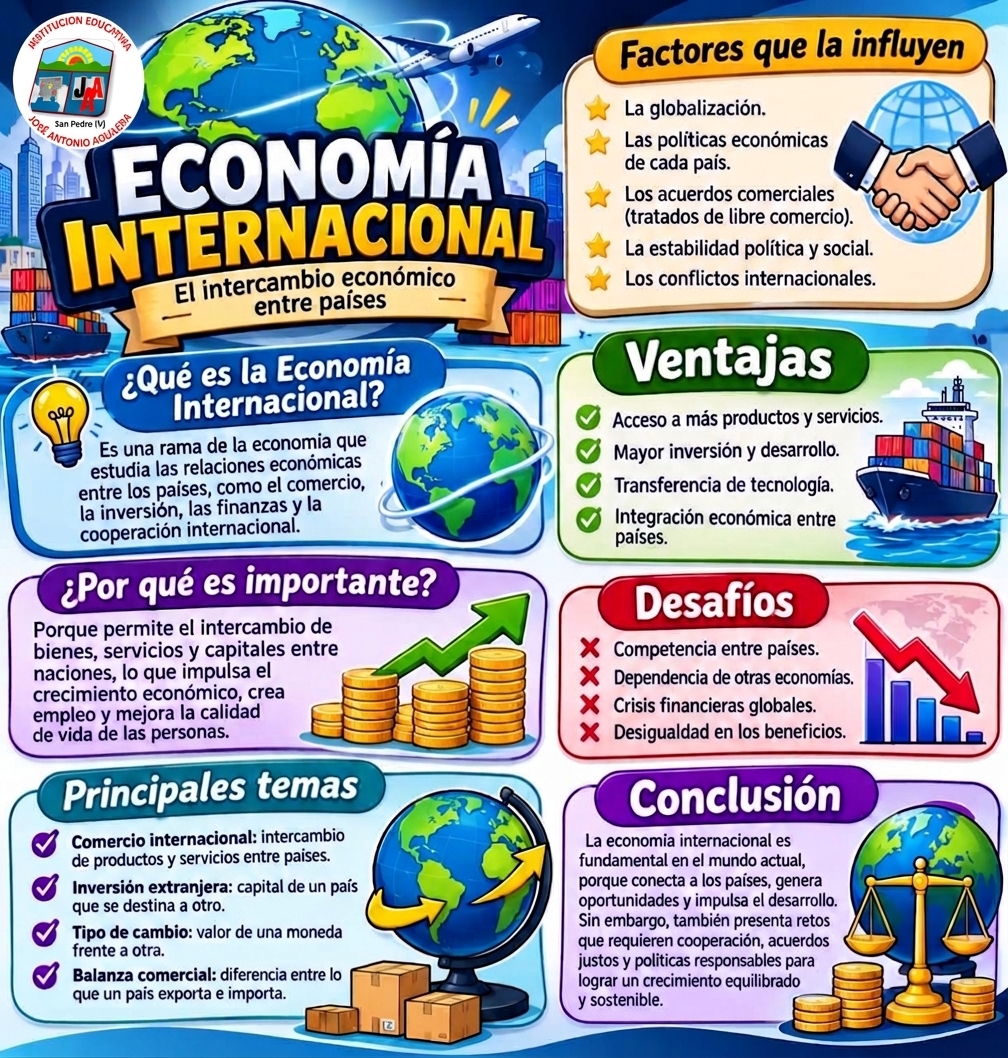 INSTITUCION EDUCATIVA
JAA
San Pedre (V)
JOSÉ ANTONIO AGUILERA
ECONOMÍA
INTERNACIONAL
El intercambio económico
entre países
¿Qué es la Economía
Internacional?
Es una rama de la economia que
estudia las relaciones económicas
entre los países, como el comercio,
la inversión, las finanzas y la
cooperación internacional.
¿Por qué es importante?
Porque permite el intercambio de
bienes, servicios y capitales entre
naciones, lo que impulsa el
crecimiento económico, crea
empleo y mejora la calidad
de vida de las personas.
Principales temas
Comercio internacional: intercambio
de productos y servicios entre países.
Inversión extranjera: capital de un país
que se destina a otro.
Tipo de cambio: valor de una moneda
frente a otra.
Balanza comercial: diferencia entre lo
que un país exporta e importa.
Factores que la influyen
La globalización.
Las políticas económicas
de cada país.
Los acuerdos comerciales
(tratados de libre comercio).
La estabilidad política y social.
Los conflictos internacionales.
Ventajas
Acceso a más productos y servicios.
Mayor inversión y desarrollo.
Transferencia de tecnología.
Integración económica entre
países.
Desafíos
Competencia entre países.
Dependencia de otras economías.
Crisis financieras globales.
Desigualdad en los beneficios.
Conclusión
La economía internacional es
fundamental en el mundo actual,
porque conecta a los países, genera
oportunidades y impulsa el desarrollo.
Sin embargo, también presenta retos
que requieren cooperación, acuerdos
justos y politicas responsables para
lograr un crecimiento equilibrado
y sostenible.